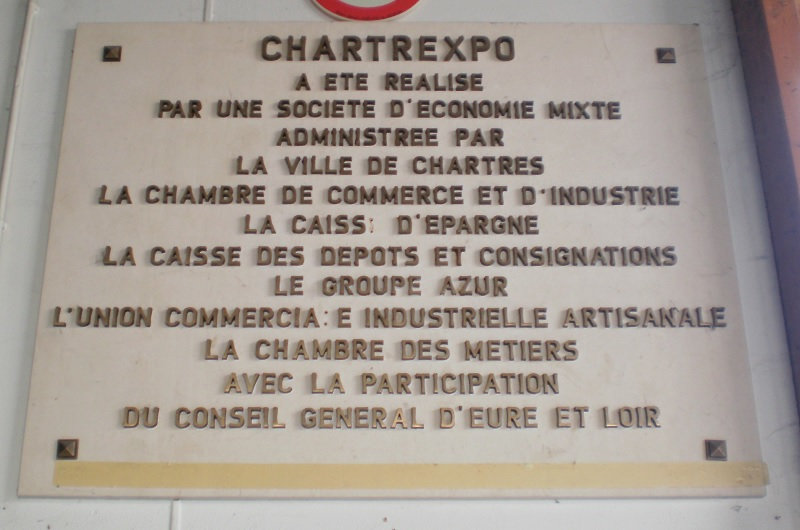 CHARTREXPO
A ETE REALISE
PAR UNE SOCIETE D'ECONOMIE MIXTE
ADMINISTREE PAR
LA VILLE DE CHARTRES
LA CHAMBRE DE COMMERCE ET D'INDUSTRIE
LA CAISS: D'EPARGNE
LA CAISSE DES DEPOTS ET CONSIGNATIONS
LE GROUPE AZUR
L'UNION COMMERCIA: E INDUSTRIELLE ARTISANALE
LA CHAMBRE DES METIERS
AVEC LA PARTICIPATION
DU CONSEIL GENERAL D'EURE ET LOIR